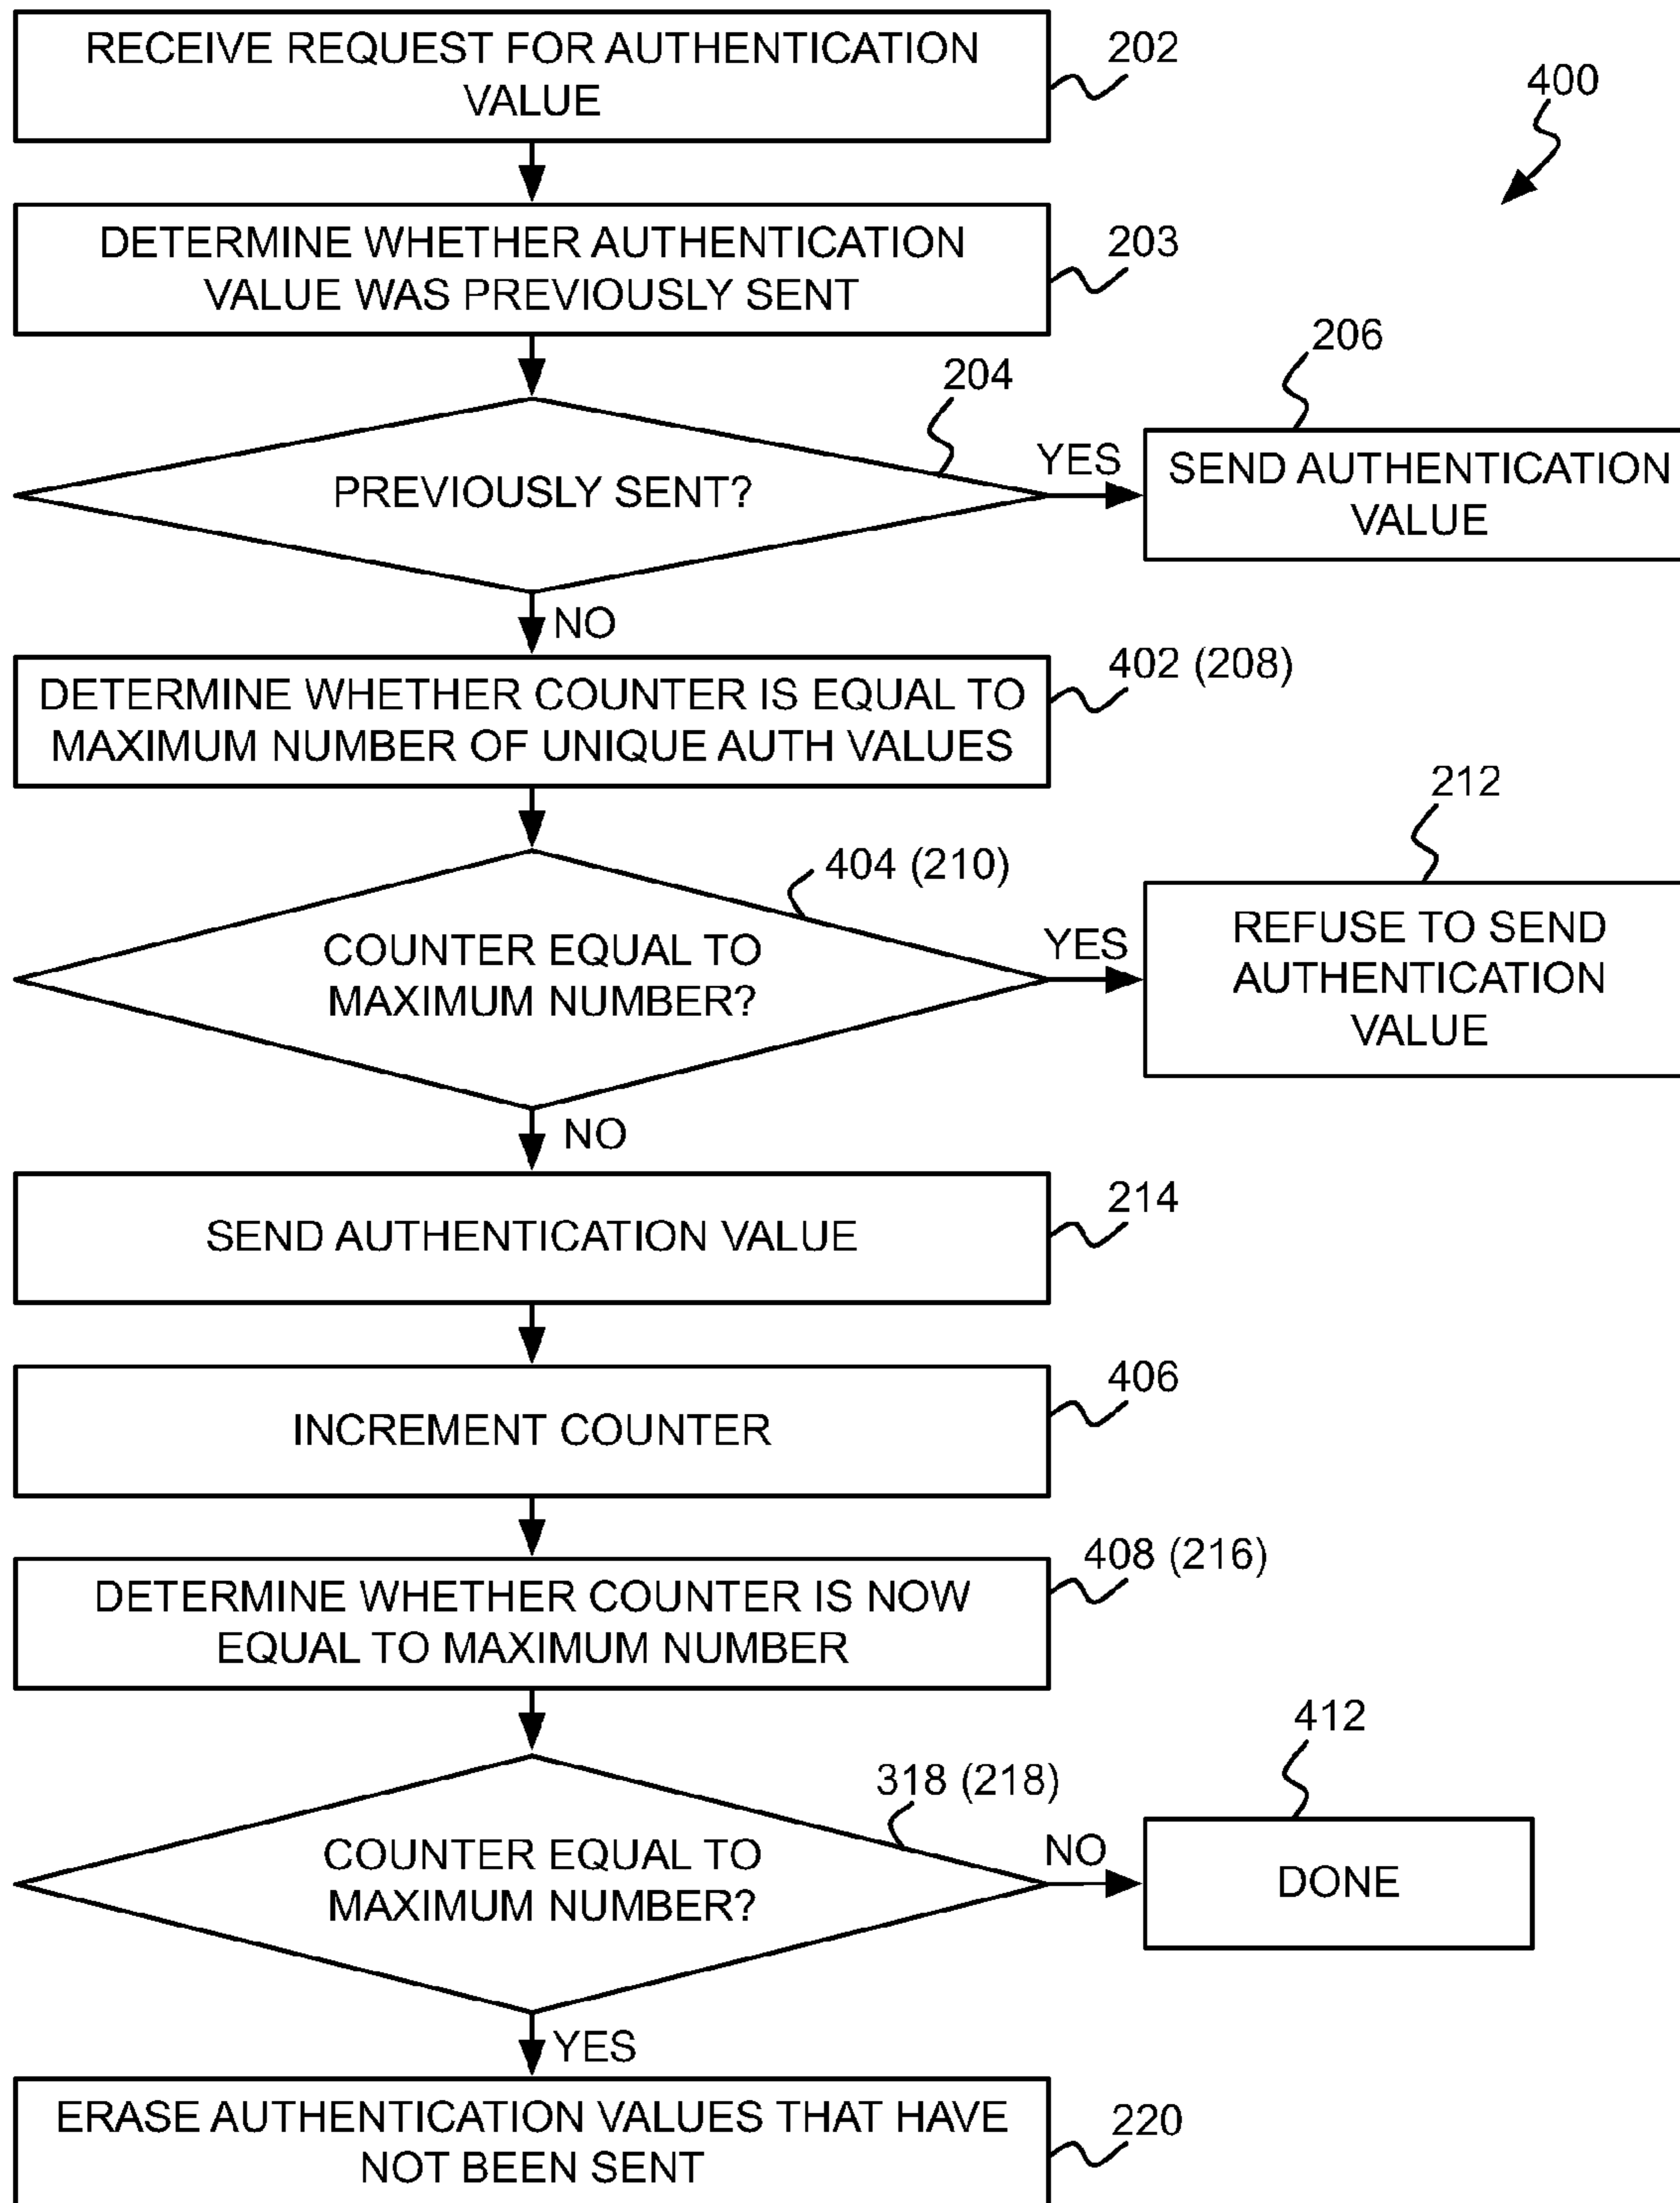 RECEIVE REQUEST FOR AUTHENTICATION
VALUE
202
400
DETERMINE WHETHER AUTHENTICATION
VALUE WAS PREVIOUSLY SENT
203
204
206
PREVIOUSLY SENT?
YES
SEND AUTHENTICATION
VALUE
NO
DETERMINE WHETHER COUNTER IS EQUAL TO
MAXIMUM NUMBER OF UNIQUE AUTH VALUES
402 (208)
404 (210)
212
COUNTER EQUAL TO
MAXIMUM NUMBER?
YES
REFUSE TO SEND
AUTHENTICATION
VALUE
NO
SEND AUTHENTICATION VALUE
214
INCREMENT COUNTER
406
DETERMINE WHETHER COUNTER IS NOW
EQUAL TO MAXIMUM NUMBER
408 (216)
318 (218)
412
COUNTER EQUAL TO
MAXIMUM NUMBER?
NO
DONE
YES
ERASE AUTHENTICATION VALUES THAT HAVE
NOT BEEN SENT
220